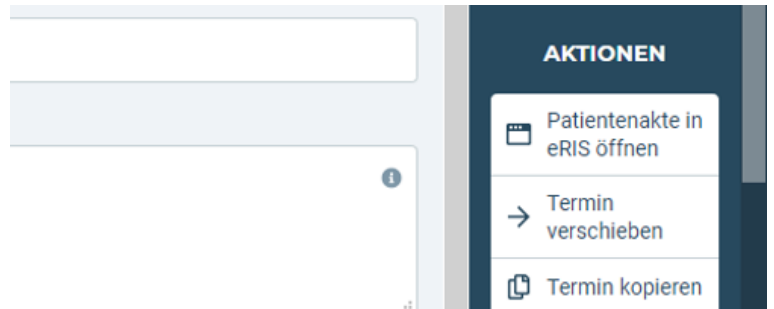 AKTIONEN
Patientenakte in
eRIS öffnen
Termin
verschieben
Termin kopieren